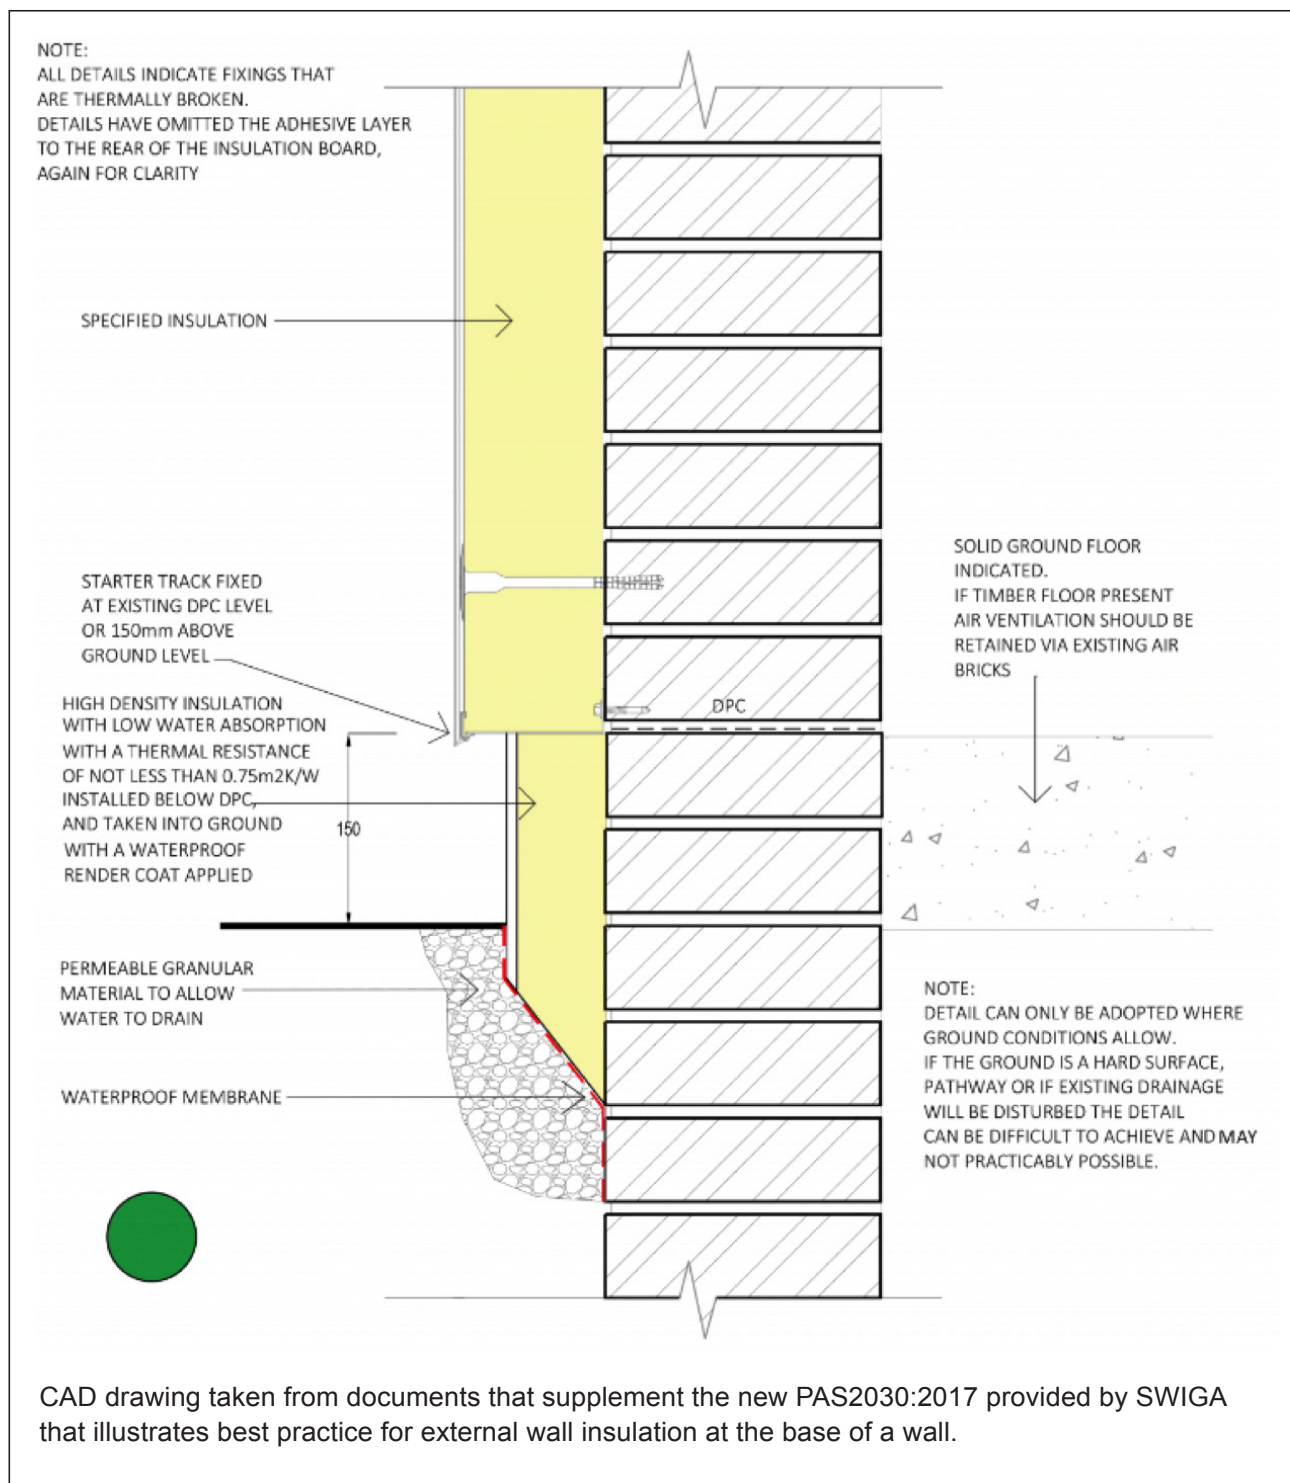 NOTE:
ALL DETAILS INDICATE FIXINGS THAT
ARE THERMALLY BROKEN.
DETAILS HAVE OMITTED THE ADHESIVE LAYER
TO THE REAR OF THE INSULATION BOARD,
AGAIN FOR CLARITY
SPECIFIED INSULATION
STARTER TRACK FIXED
AT EXISTING DPC LEVEL
OR 150mm ABOVE
GROUND LEVEL
HIGH DENSITY INSULATION
WITH LOW WATER ABSORPTION
WITH A THERMAL RESISTANCE
OF NOT LESS THAN 0.75m2K/W
INSTALLED BELOW DPC,
AND TAKEN INTO GROUND
WITH A WATERPROOF
RENDER COAT APPLIED
150
DPC
SOLID GROUND FLOOR
INDICATED.
IF TIMBER FLOOR PRESENT
AIR VENTILATION SHOULD BE
RETAINED VIA EXISTING AIR
BRICKS
PERMEABLE GRANULAR
MATERIAL TO ALLOW
WATER TO DRAIN
WATERPROOF MEMBRANE
NOTE:
DETAIL CAN ONLY BE ADOPTED WHERE
GROUND CONDITIONS ALLOW.
IF THE GROUND IS A HARD SURFACE,
PATHWAY OR IF EXISTING DRAINAGE
WILL BE DISTURBED THE DETAIL
CAN BE DIFFICULT TO ACHIEVE AND MAY
NOT PRACTICABLY POSSIBLE.
CAD drawing taken from documents that supplement the new PAS2030:2017 provided by SWIGA
that illustrates best practice for external wall insulation at the base of a wall.